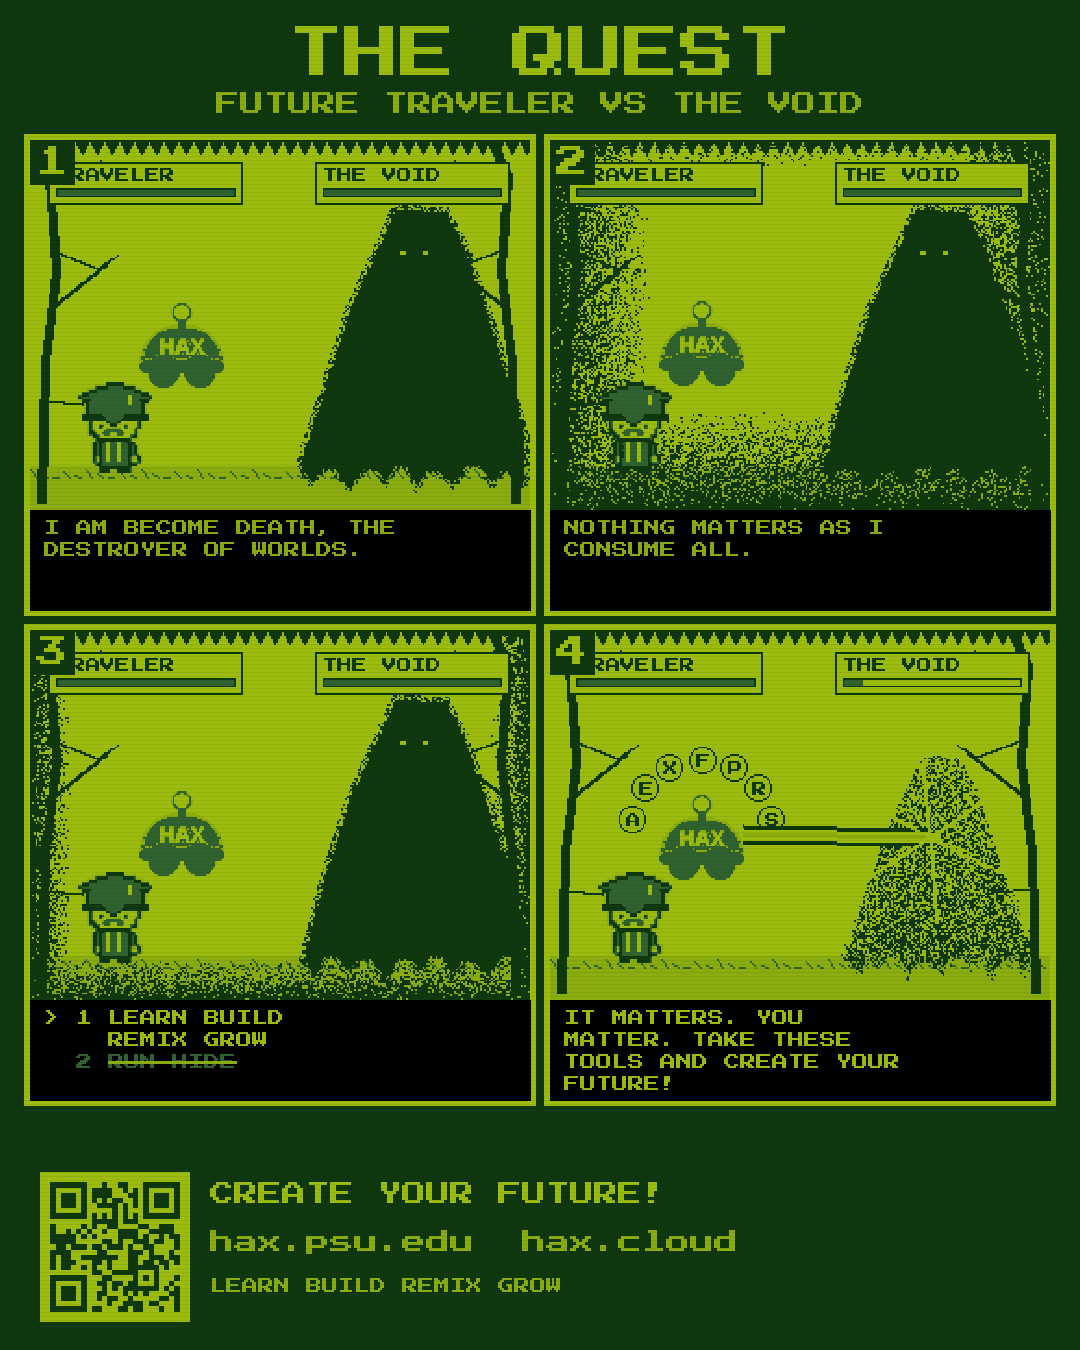 THE QUEST
FUTURE TRAVELER VS THE VOID
1
RAVELER
THE VOID
HAX
I AM BECOME DEATH, THE
DESTROYER OF WORLDS.
2
RAVELER
THE VOID
HAX
NOTHING MATTERS AS I
CONSUME ALL.
3
RAVELER
THE VOID
HAX
> 1 LEARN BUILD
REMIX GROW
2 RUN HIDE
4
RAVELER
THE VOID
A E X F P R S
HAX
IT MATTERS. YOU
MATTER. TAKE THESE
TOOLS AND CREATE YOUR
FUTURE!
CREATE YOUR FUTURE!
hax.psu.edu hax.cloud
LEARN BUILD REMIX GROW